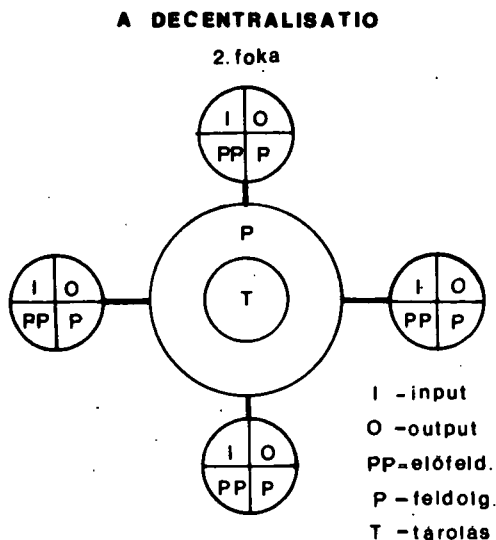 A DECENTRALISATIO
2. foka
I O
PP P
P
I O
PP P
T
I O
PP P
I O
PP P
I - input
O - output
PP = előfeld.
P - feldolg.
T - tárolás